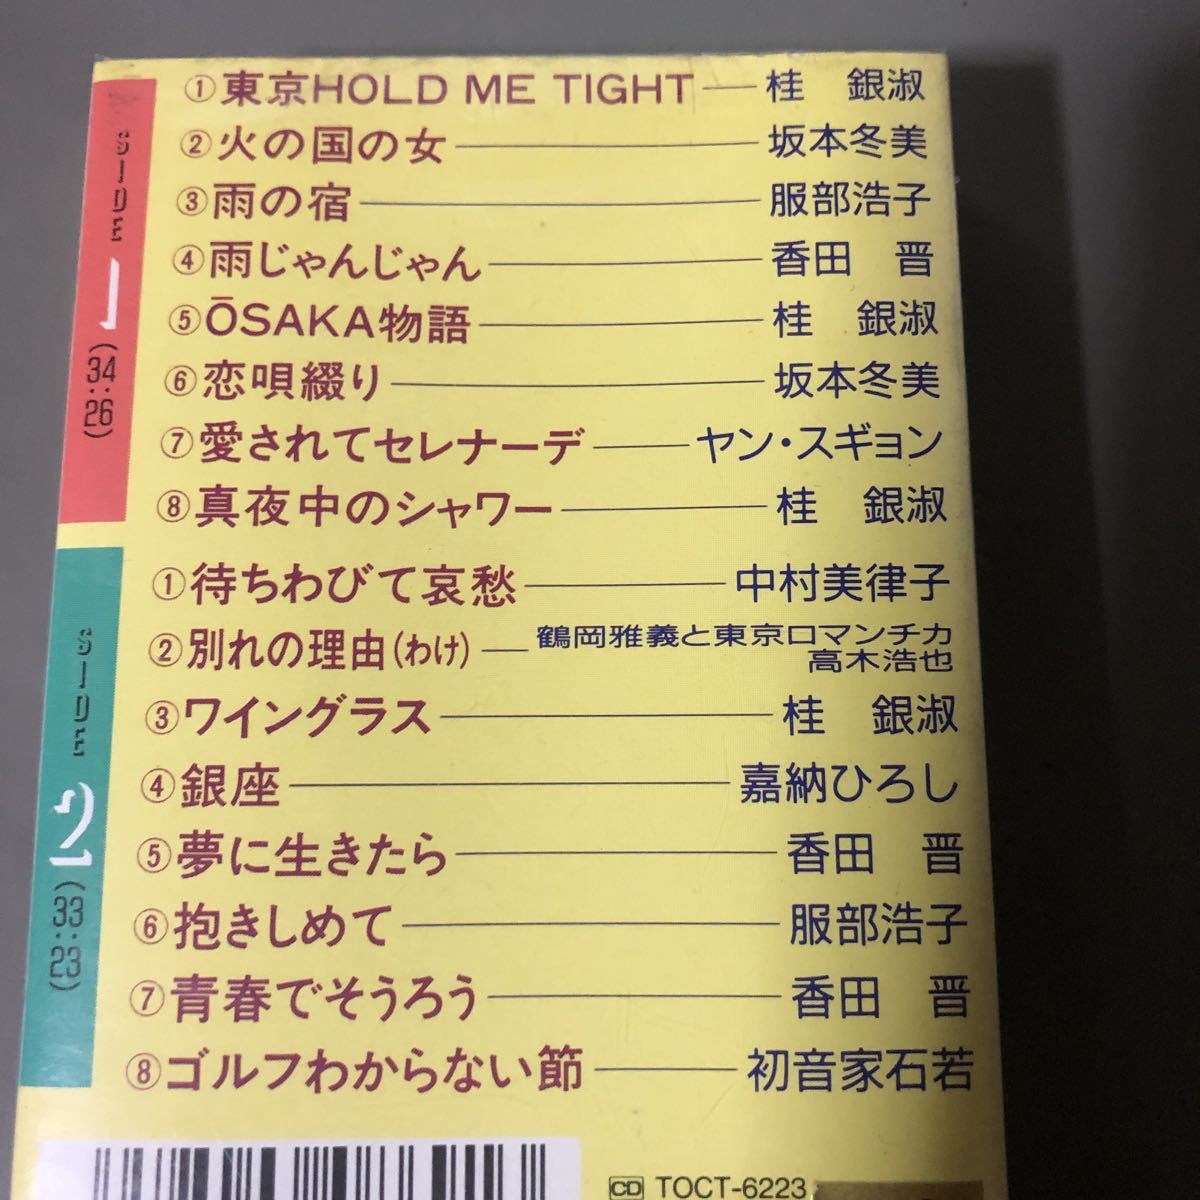 SIDE 1 (34:26)
①東京HOLD ME TIGHT 桂 銀淑
②火の国の女 坂本冬美
③雨の宿 服部浩子
④雨じゃんじゃん 香田 晋
⑤ŌSAKA物語 桂 銀淑
⑥恋唄綴り 坂本冬美
⑦愛されてセレナーデ ヤン・スギョン
⑧真夜中のシャワー 桂 銀淑
SIDE 2 (33:23)
①待ちわびて哀愁 中村美律子
②別れの理由(わけ) 鶴岡雅義と東京ロマンチカ
高木浩也
③ワイングラス 桂 銀淑
④銀座 嘉納ひろし
⑤夢に生きたら 香田 晋
⑥抱きしめて 服部浩子
⑦青春でそうろう 香田 晋
⑧ゴルフわからない節 初音家石若
CD TOCT-6223